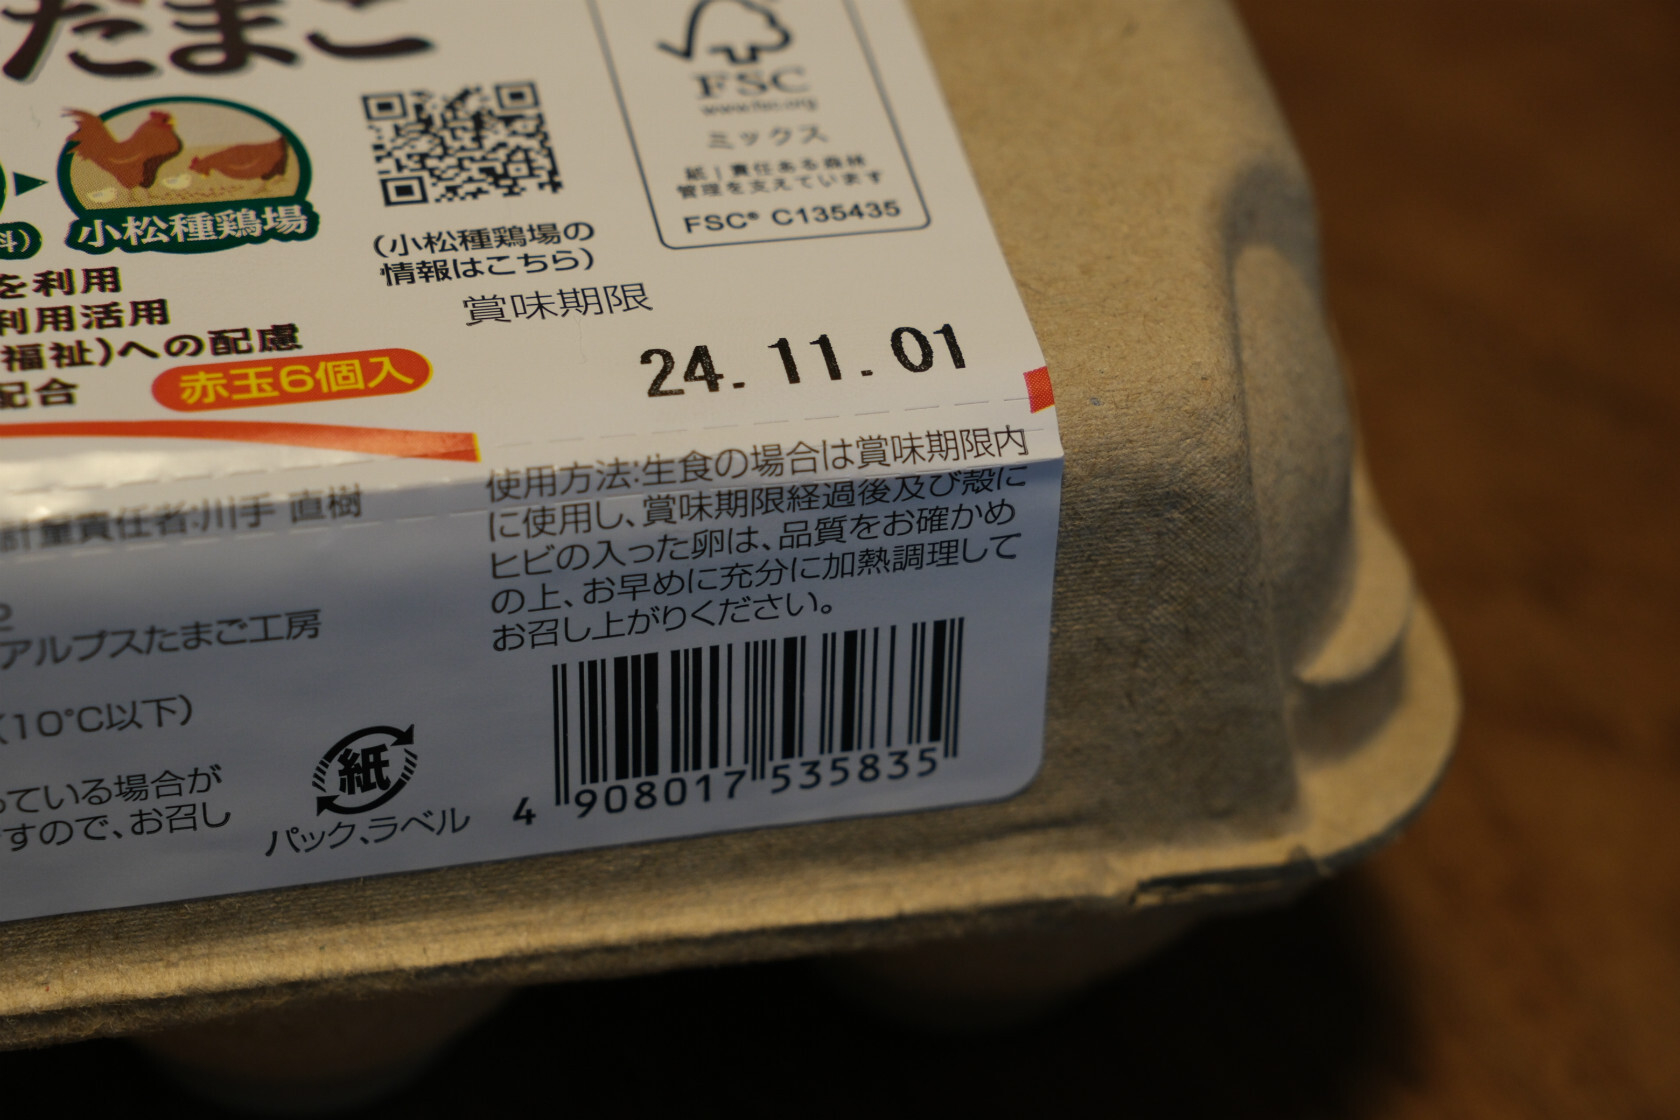 たまご
FSC
www.fsc.org
ミックス
紙|責任ある森林
管理を支えています
FSC® C135435
小松種鶏場
料)
(小松種鶏場の
情報はこちら)
を利用
利用活用
福祉)への配慮
配合
赤玉6個入
賞味期限
24.11.01
計量責任者:川手 直樹
アルプスたまご工房
(10°C以下)
っている場合が
すので、お召し
紙
パック、ラベル
使用方法:生食の場合は賞味期限内
に使用し、賞味期限経過後及び殻に
ヒビの入った卵は、品質をお確かめ
の上、お早めに充分に加熱調理して
お召し上がりください。
4 908017 535835